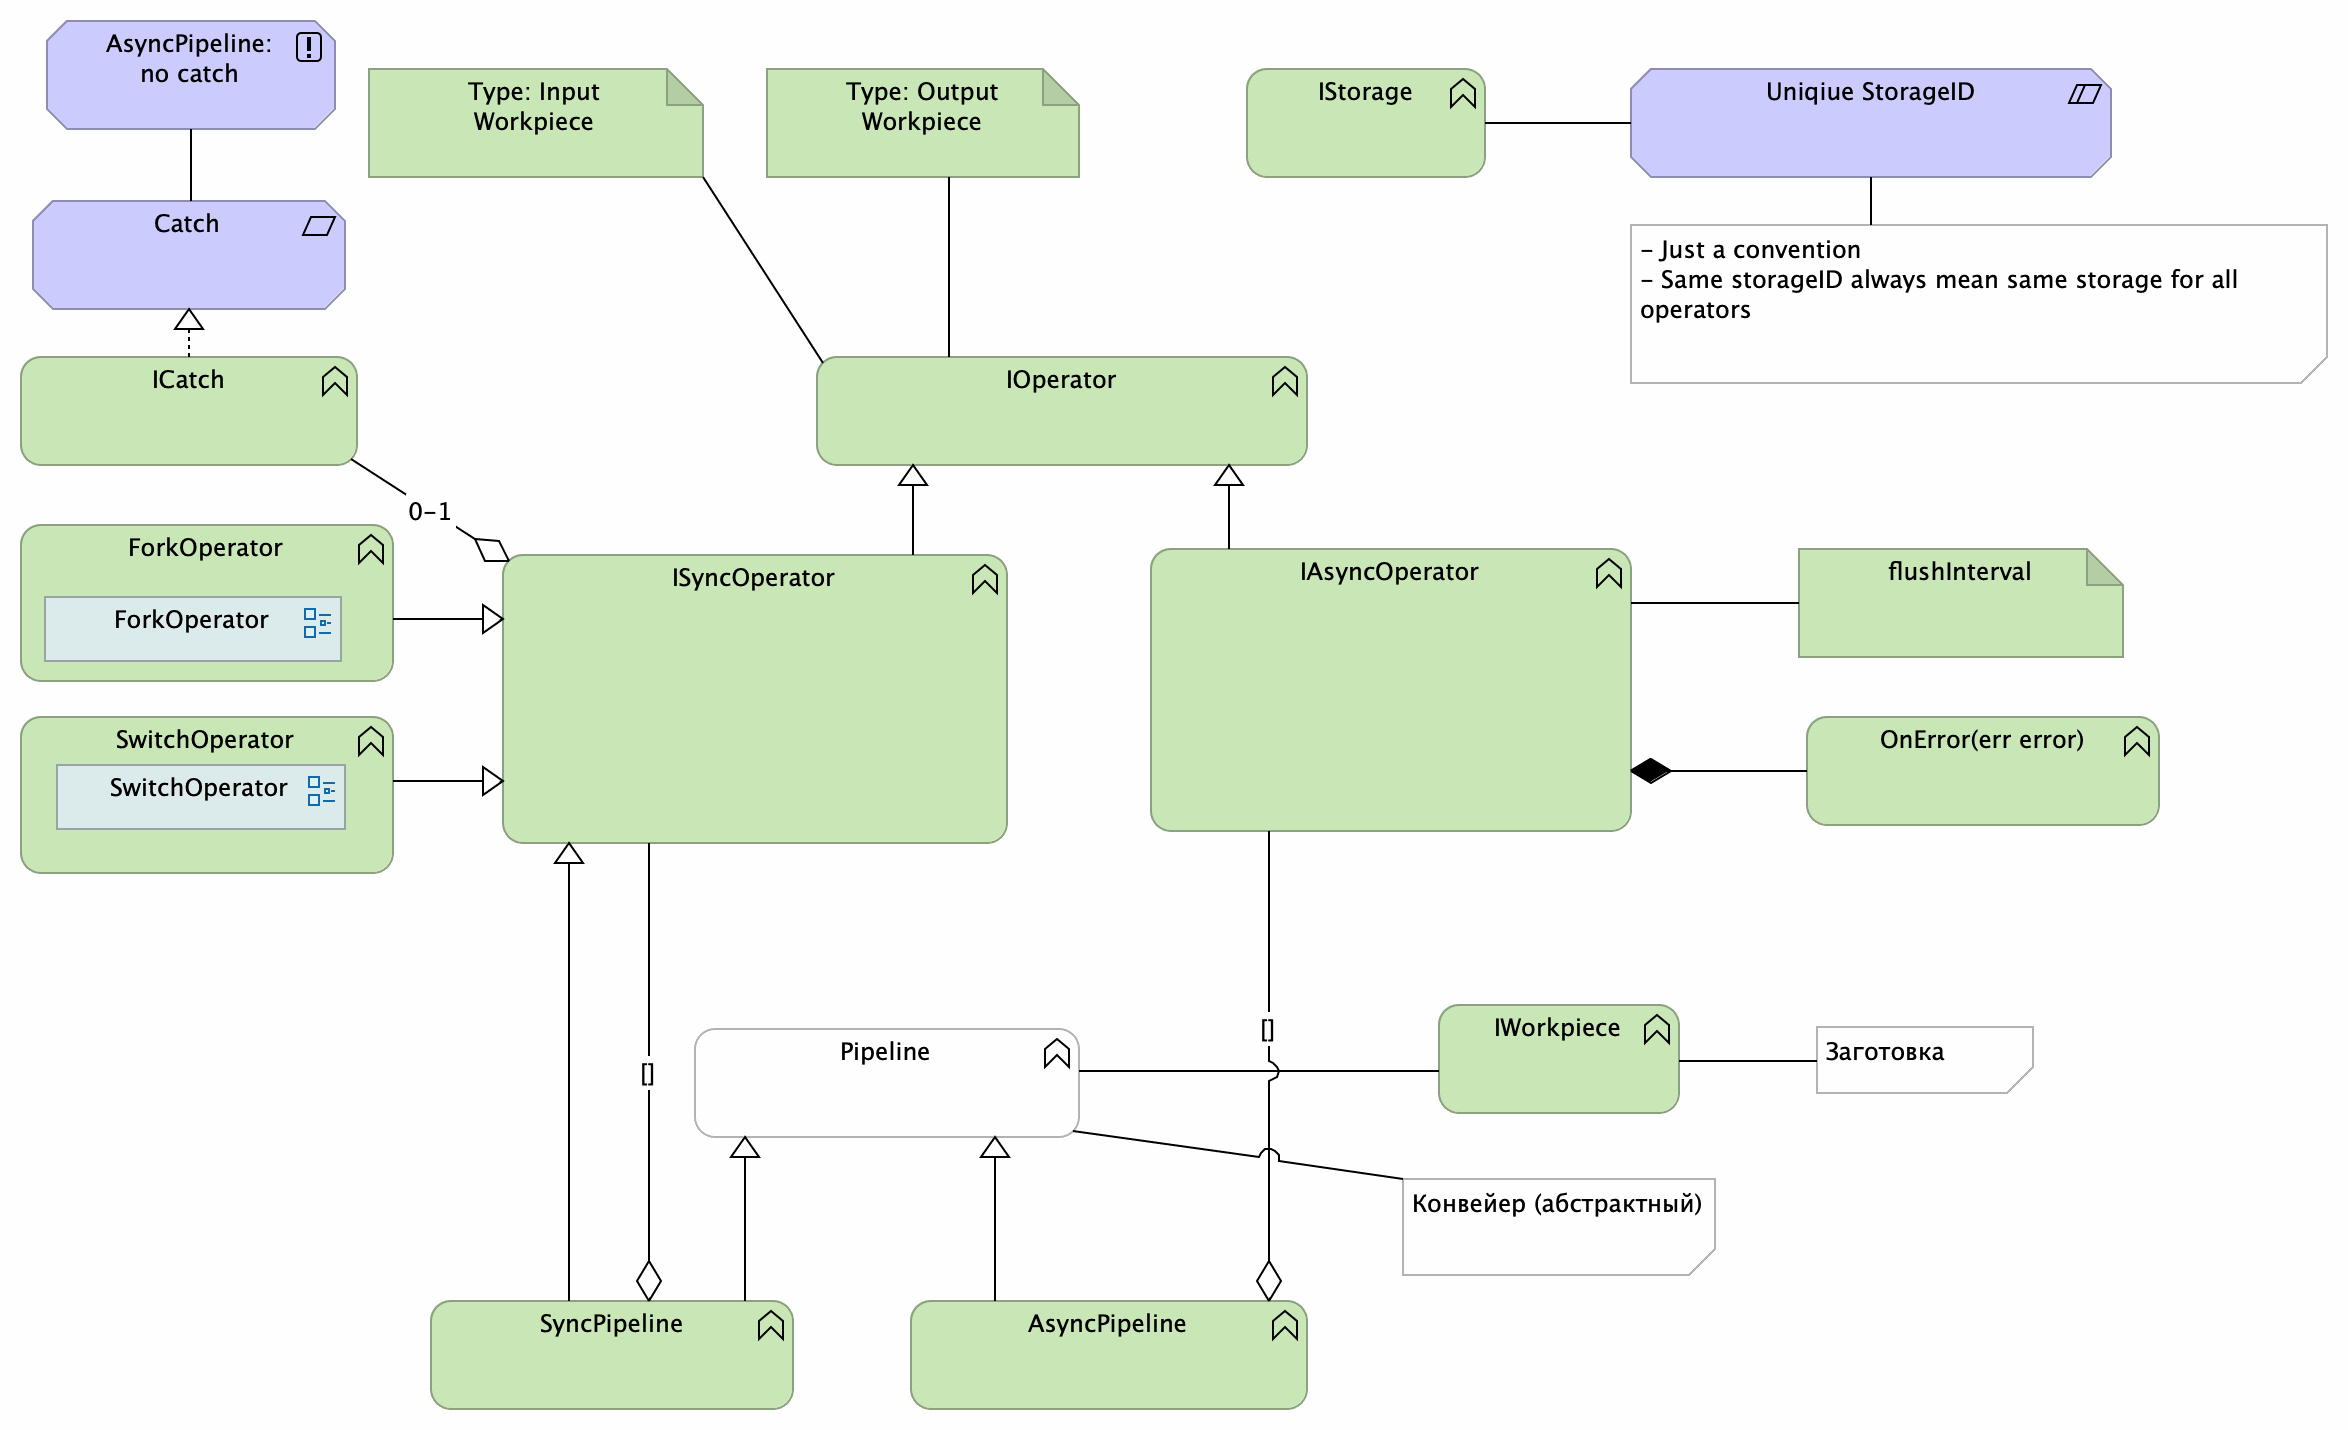 AsyncPipeline:
no catch
Type: Input
Workpiece
Type: Output
Workpiece
IStorage
Uniqiue StorageID
Catch
- Just a convention
- Same storageID always mean same storage for all
operators
ICatch
IOperator
0-1
ForkOperator
ForkOperator
ISyncOperator
IAsyncOperator
flushInterval
SwitchOperator
SwitchOperator
OnError(err error)
[]
[]
Pipeline
IWorkpiece
Заготовка
Конвейер (абстрактный)
SyncPipeline
AsyncPipeline